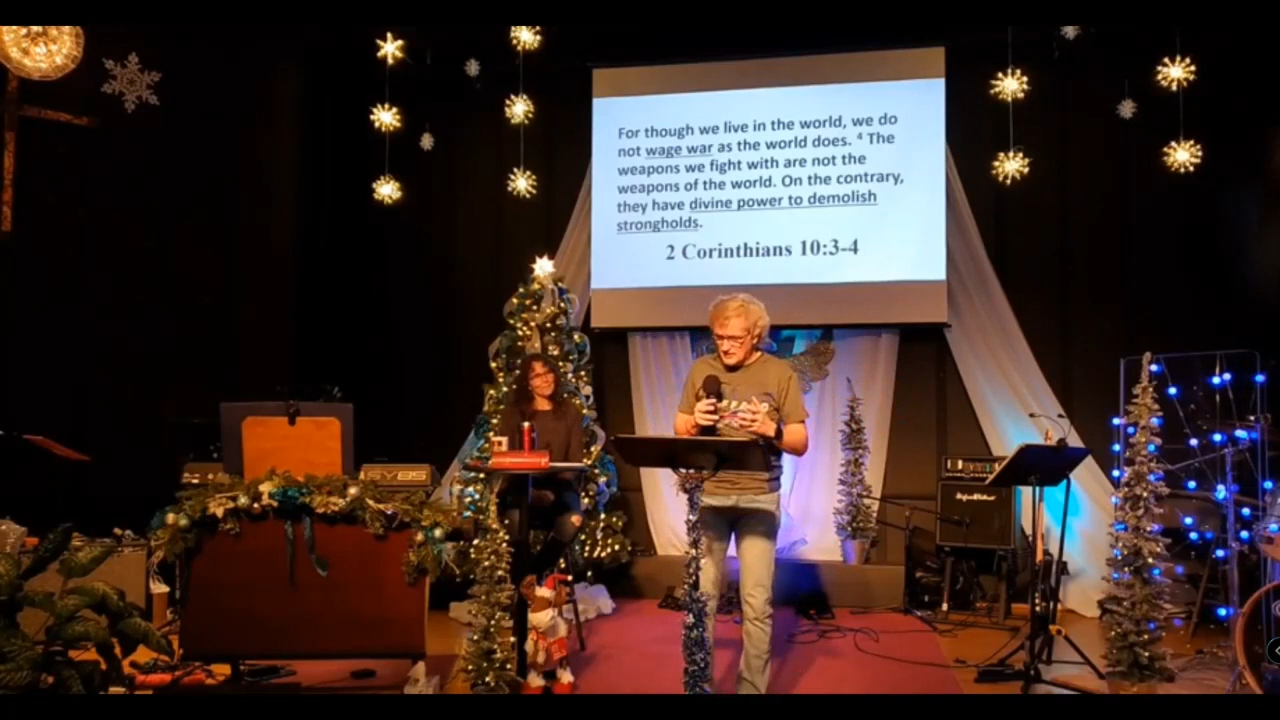 For though we live in the world, we do
not wage war as the world does. ⁴ The
weapons we fight with are not the
weapons of the world. On the contrary,
they have divine power to demolish
strongholds.
2 Corinthians 10:3-4